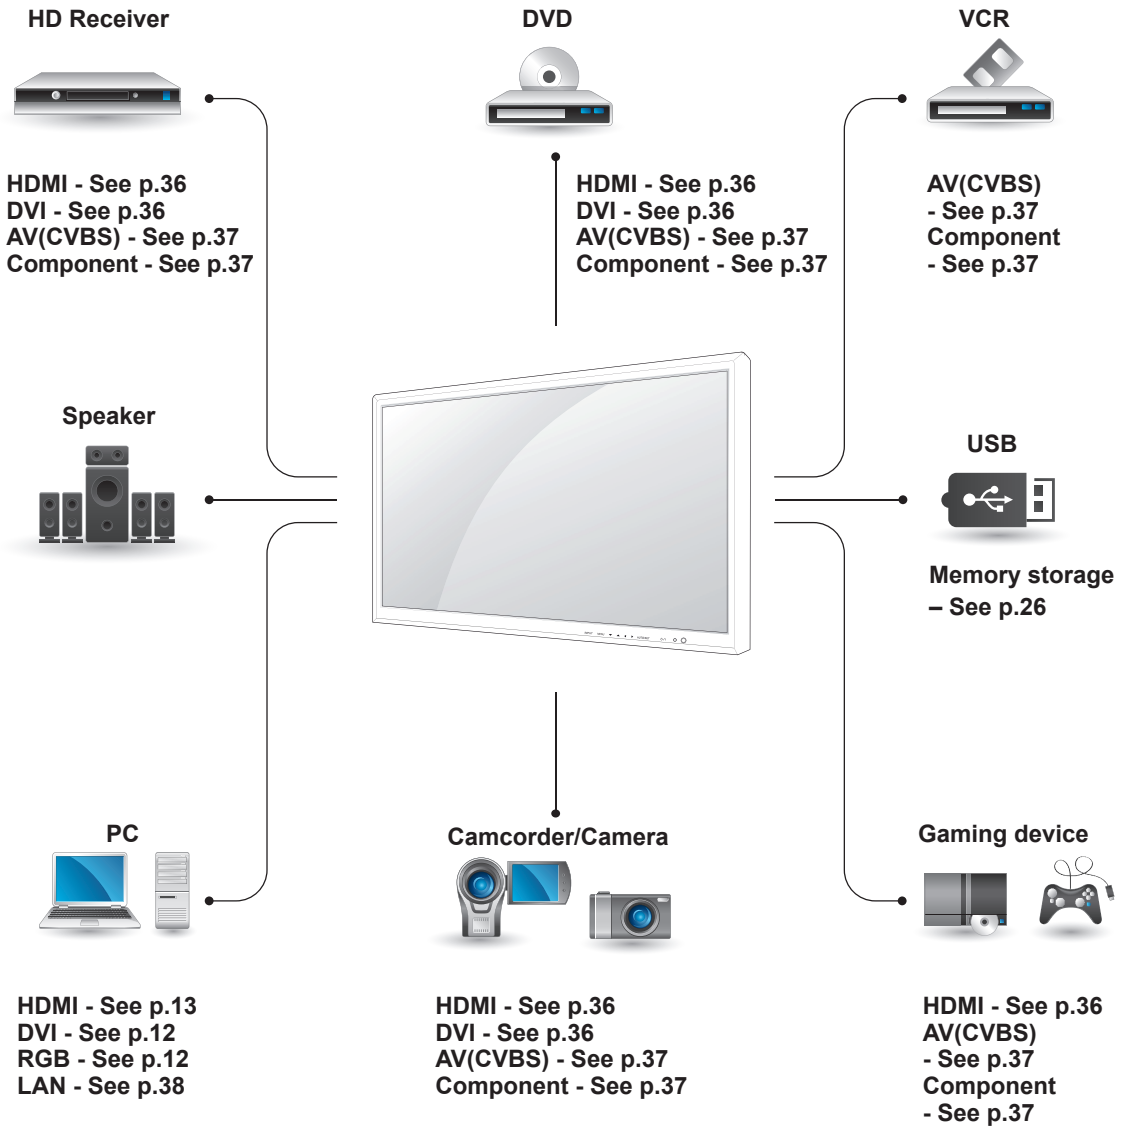 HD Receiver
HDMI - See p.36
DVI - See p.36
AV(CVBS) - See p.37
Component - See p.37
DVD
HDMI - See p.36
DVI - See p.36
AV(CVBS) - See p.37
Component - See p.37
VCR
AV(CVBS)
- See p.37
Component
- See p.37
Speaker
USB
Memory storage
– See p.26
PC
HDMI - See p.13
DVI - See p.12
RGB - See p.12
LAN - See p.38
Camcorder/Camera
HDMI - See p.36
DVI - See p.36
AV(CVBS) - See p.37
Component - See p.37
Gaming device
HDMI - See p.36
AV(CVBS)
- See p.37
Component
- See p.37